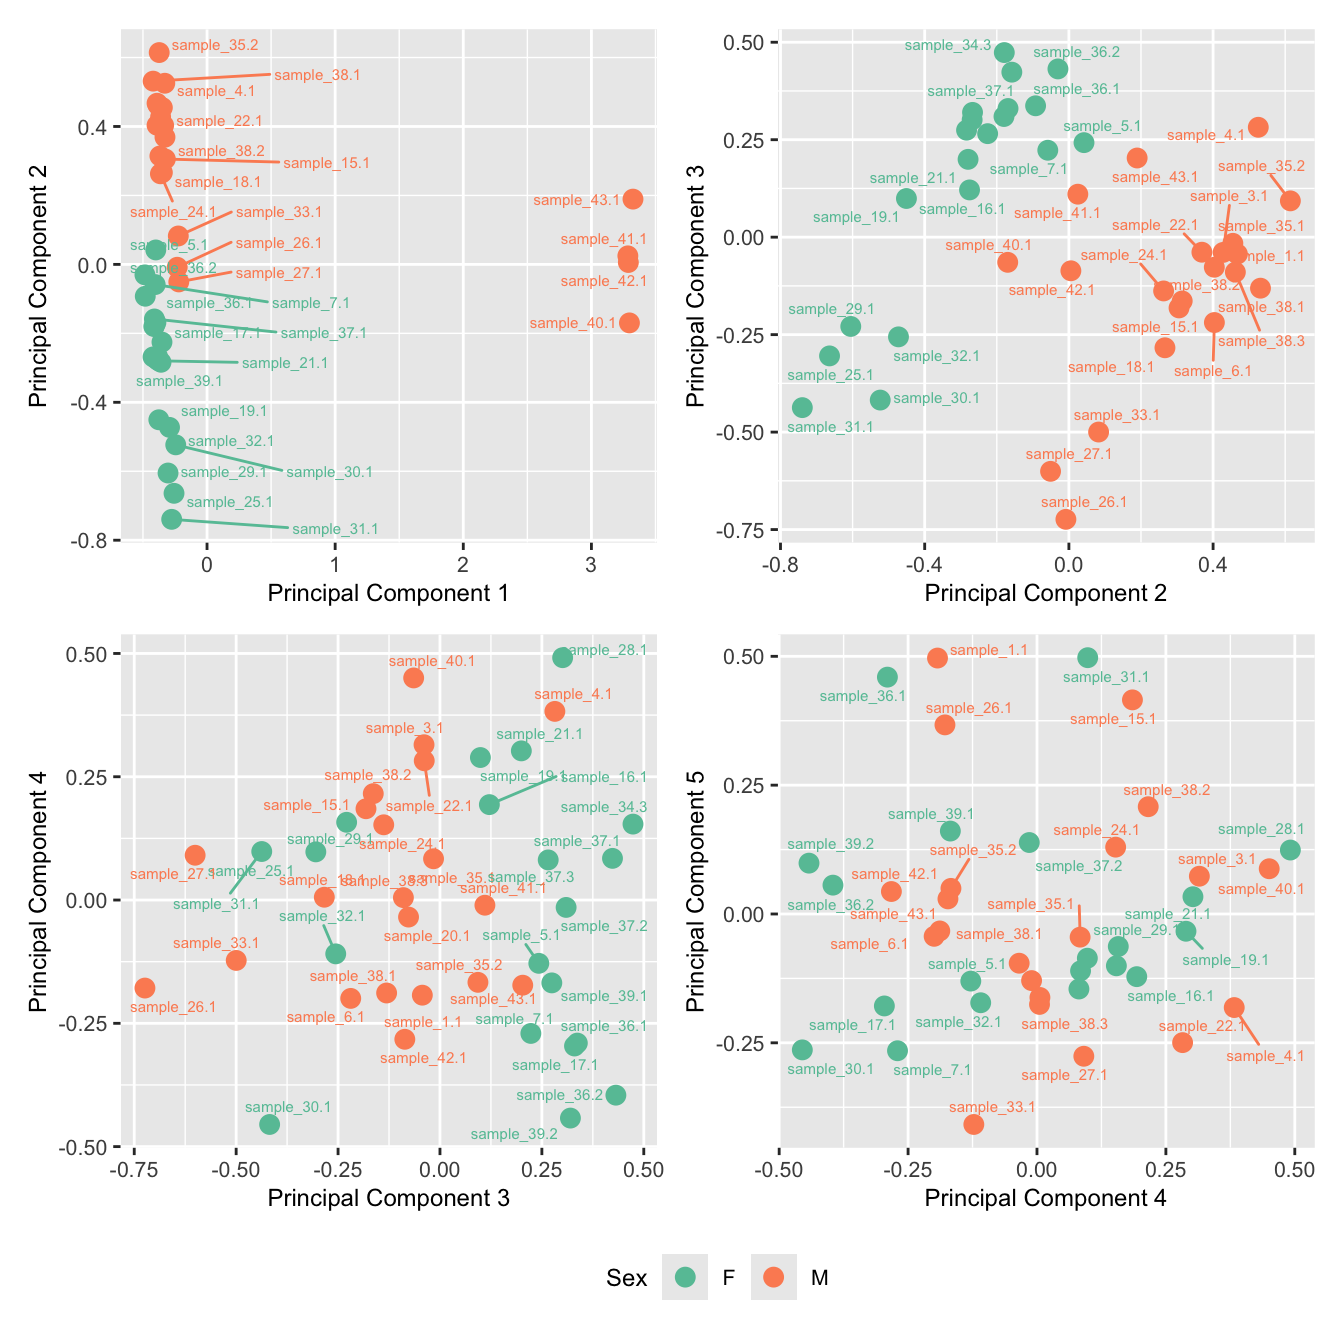 sample_35.2
sample_38.1
sample_4.1
sample_22.1
sample_38.2
sample_15.1
sample_18.1
sample_24.1
sample_33.1
sample_5.1
sample_26.1
sample_36.2
sample_27.1
sample_36.1
sample_7.1
sample_17.1
sample_37.1
sample_21.1
sample_39.1
sample_19.1
sample_32.1
sample_29.1
sample_30.1
sample_25.1
sample_31.1
sample_43.1
sample_41.1
sample_42.1
sample_40.1
0.4
0.0
-0.4
-0.8
0 1 2 3
Principal Component 1
Principal Component 2
sample_34.3
sample_36.2
sample_37.1
sample_36.1
sample_5.1
sample_4.1
sample_7.1
sample_35.2
sample_21.1
sample_43.1
sample_3.1
sample_19.1
sample_16.1
sample_41.1
sample_22.1
sample_35.1
sample_40.1
sample_24.1
sample_1.1
sample_42.1
sample_38.2
sample_29.1
sample_38.1
sample_15.1
sample_32.1
sample_38.3
sample_25.1
sample_18.1
sample_6.1
sample_30.1
sample_31.1
sample_33.1
sample_27.1
sample_26.1
0.50
0.25
0.00
-0.25
-0.50
-0.75
-0.8 -0.4 0.0 0.4
Principal Component 2
Principal Component 3
sample_28.1
sample_40.1
sample_4.1
sample_3.1
sample_21.1
sample_38.2
sample_19.1
sample_16.1
sample_15.1
sample_22.1
sample_34.3
sample_29.1
sample_24.1
sample_37.1
sample_27.1
sample_25.1
sample_18.1
sample_38.3
sample_35.1
sample_37.3
sample_41.1
sample_31.1
sample_32.1
sample_37.2
sample_20.1
sample_5.1
sample_33.1
sample_35.2
sample_38.1
sample_26.1
sample_6.1
sample_43.1
sample_39.1
sample_1.1
sample_7.1
sample_36.1
sample_42.1
sample_17.1
sample_36.2
sample_30.1
sample_39.2
0.50
0.25
0.00
-0.25
-0.50
-0.75 -0.50 -0.25 0.00 0.25 0.50
Principal Component 3
Principal Component 4
sample_1.1
sample_31.1
sample_36.1
sample_26.1
sample_15.1
sample_38.2
sample_39.1
sample_24.1
sample_28.1
sample_39.2
sample_35.2
sample_37.2
sample_3.1
sample_42.1
sample_40.1
sample_36.2
sample_35.1
sample_43.1
sample_21.1
sample_29.1
sample_38.1
sample_6.1
sample_19.1
sample_5.1
sample_16.1
sample_17.1
sample_32.1
sample_38.3
sample_22.1
sample_4.1
sample_30.1
sample_7.1
sample_27.1
sample_33.1
0.50
0.25
0.00
-0.25
-0.50 -0.25 0.00 0.25 0.50
Principal Component 4
Principal Component 5
Sex F M